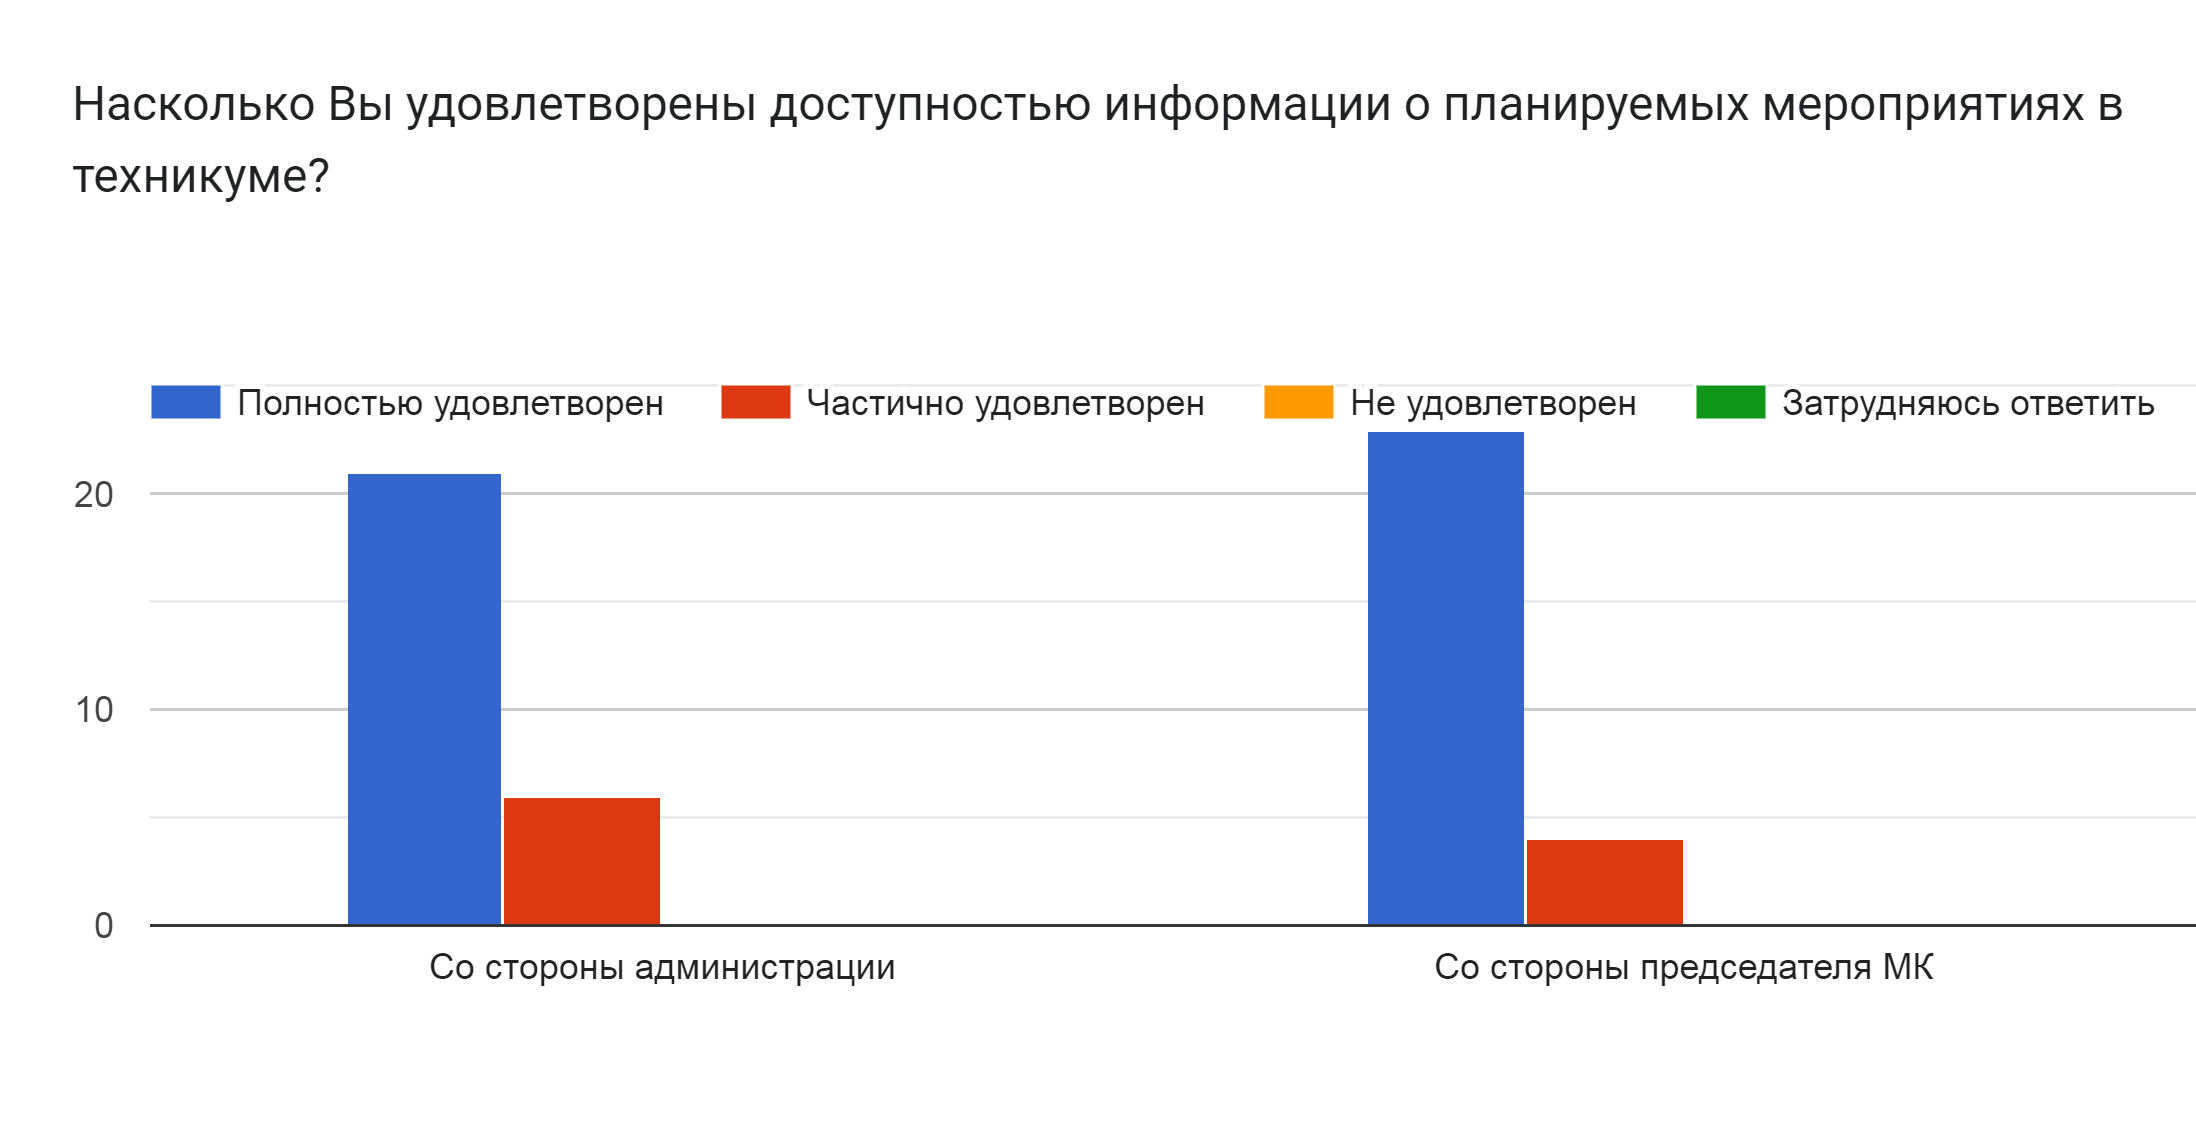 Насколько Вы удовлетворены доступностью информации о планируемых мероприятиях в
техникуме?
Полностью удовлетворен
Частично удовлетворен
Не удовлетворен
Затрудняюсь ответить
20
10
0
Со стороны администрации
Со стороны председателя МК